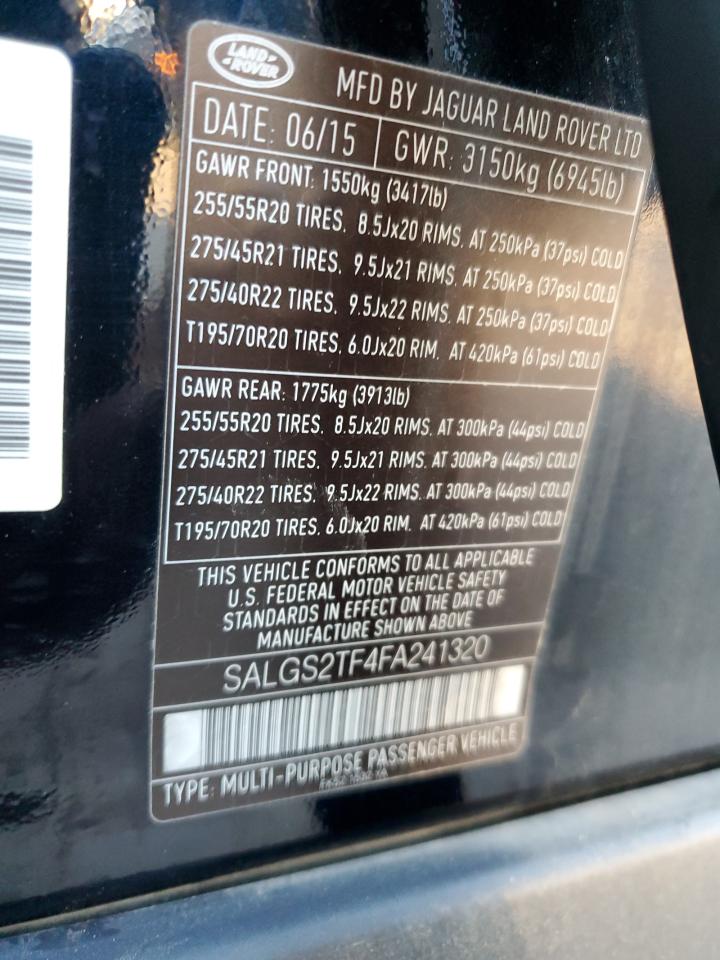 LAND ROVER
MFD BY JAGUAR LAND ROVER LTD
DATE: 06/15 GWR: 3150kg (6945lb)
GAWR FRONT: 1550kg (3417lb)
255/55R20 TIRES, 8.5Jx20 RIMS, AT 250kPa (37psi) COLD
275/45R21 TIRES, 9.5Jx21 RIMS, AT 250kPa (37psi) COLD
275/40R22 TIRES, 9.5Jx22 RIMS, AT 250kPa (37psi) COLD
T195/70R20 TIRES, 6.0Jx20 RIM, AT 420kPa (61psi) COLD
GAWR REAR: 1775kg (3913lb)
255/55R20 TIRES, 8.5Jx20 RIMS, AT 300kPa (44psi) COLD
275/45R21 TIRES, 9.5Jx21 RIMS, AT 300kPa (44psi) COLD
275/40R22 TIRES, 9.5Jx22 RIMS, AT 300kPa (44psi) COLD
T195/70R20 TIRES, 6.0Jx20 RIM, AT 420kPa (61psi) COLD
THIS VEHICLE CONFORMS TO ALL APPLICABLE
U.S. FEDERAL MOTOR VEHICLE SAFETY
STANDARDS IN EFFECT ON THE DATE OF
MANUFACTURE SHOWN ABOVE
SALGS2TF4FA241320
TYPE: MULTI-PURPOSE PASSENGER VEHICLE